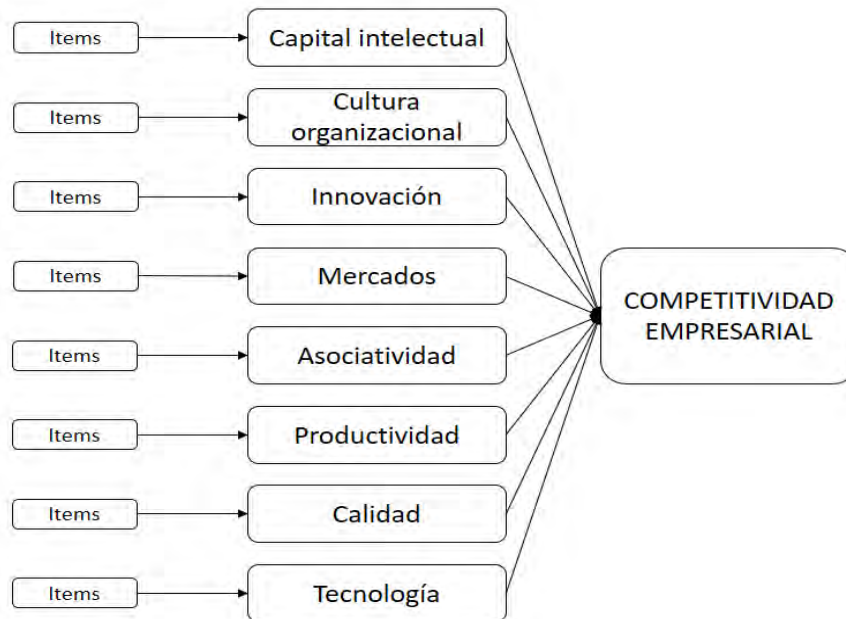 Items
Capital intelectual
Items
Cultura
organizacional
Items
Innovación
Items
Mercados
COMPETITIVIDAD
EMPRESARIAL
Items
Asociatividad
Items
Productividad
Items
Calidad
Items
Tecnología